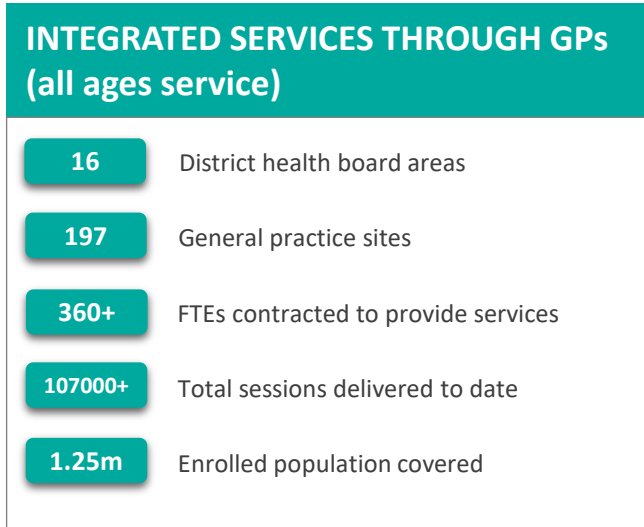 INTEGRATED SERVICES THROUGH GPs
(all ages service)
16 District health board areas
197 General practice sites
360+ FTEs contracted to provide services
107000+ Total sessions delivered to date
1.25m Enrolled population covered